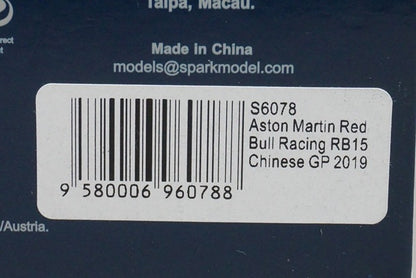 Taipa, Macau.
Made in China
models@sparkmodel.com
S6078
Aston Martin Red
Bull Racing RB15
Chinese GP 2019
9 580006 960788
/Austria.